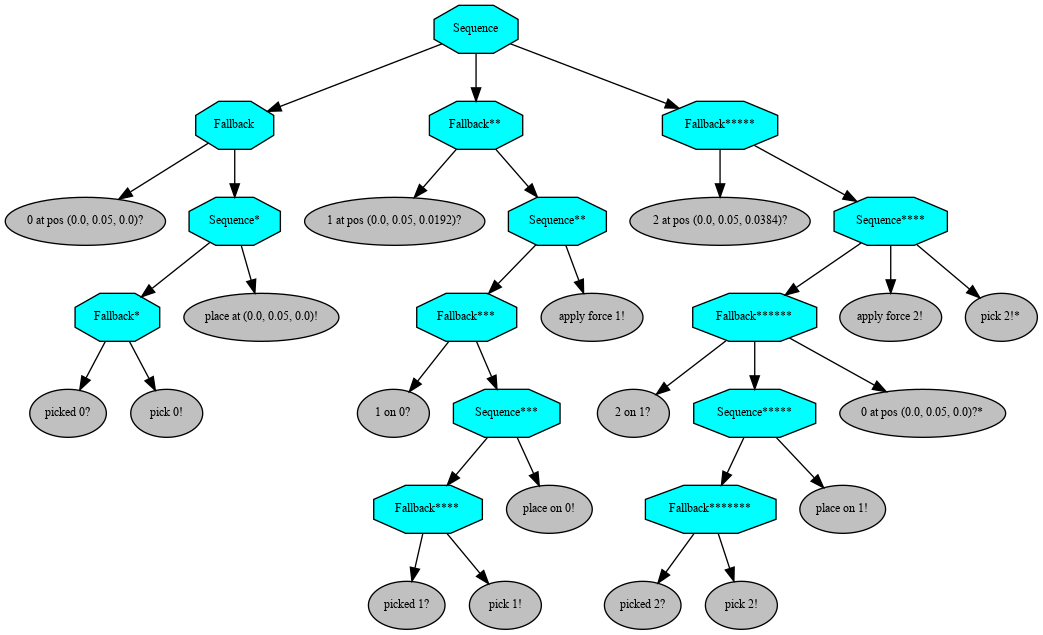 Sequence
Fallback
Fallback**
Fallback*****
0 at pos (0.0, 0.05, 0.0)?
Sequence*
1 at pos (0.0, 0.05, 0.0192)?
Sequence**
2 at pos (0.0, 0.05, 0.0384)?
Sequence****
Fallback*
place at (0.0, 0.05, 0.0)!
Fallback***
apply force 1!
Fallback******
apply force 2!
pick 2!*
picked 0?
pick 0!
1 on 0?
Sequence***
2 on 1?
Sequence*****
0 at pos (0.0, 0.05, 0.0)?*
Fallback****
place on 0!
Fallback*******
place on 1!
picked 1?
pick 1!
picked 2?
pick 2!